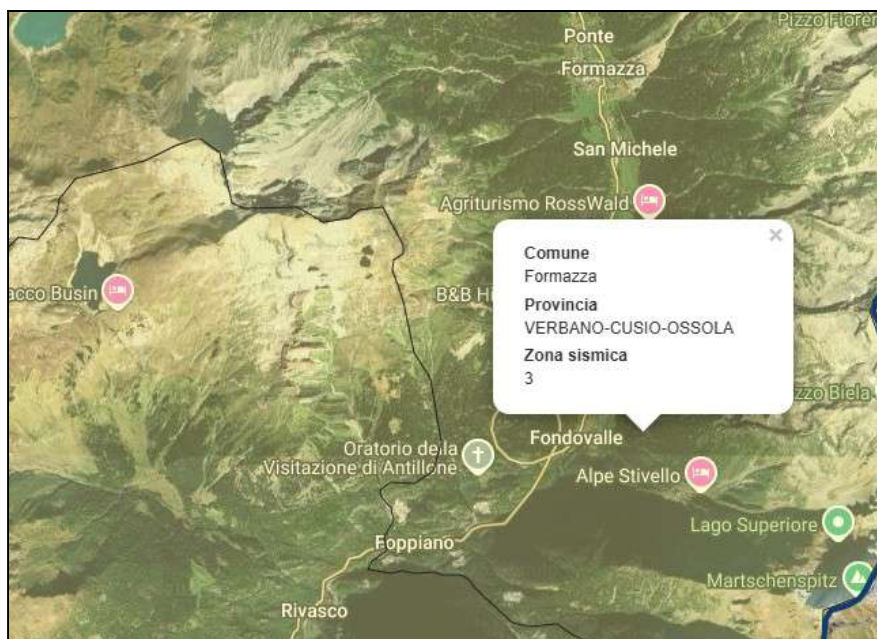 Pizzo Fiorer
Ponte
Formazza
San Michele
Agriturismo RossWald
Comune
Formazza
Provincia
VERBANO-CUSIO-OSSOLA
Zona sismica
3
acco Busin
B&B Hi
zzo Biela
Fondovalle
Oratorio della
Visitazione di Antillone
Alpe Stivello
Lago Superiore
Foppiano
Martschenspitz
Rivasco